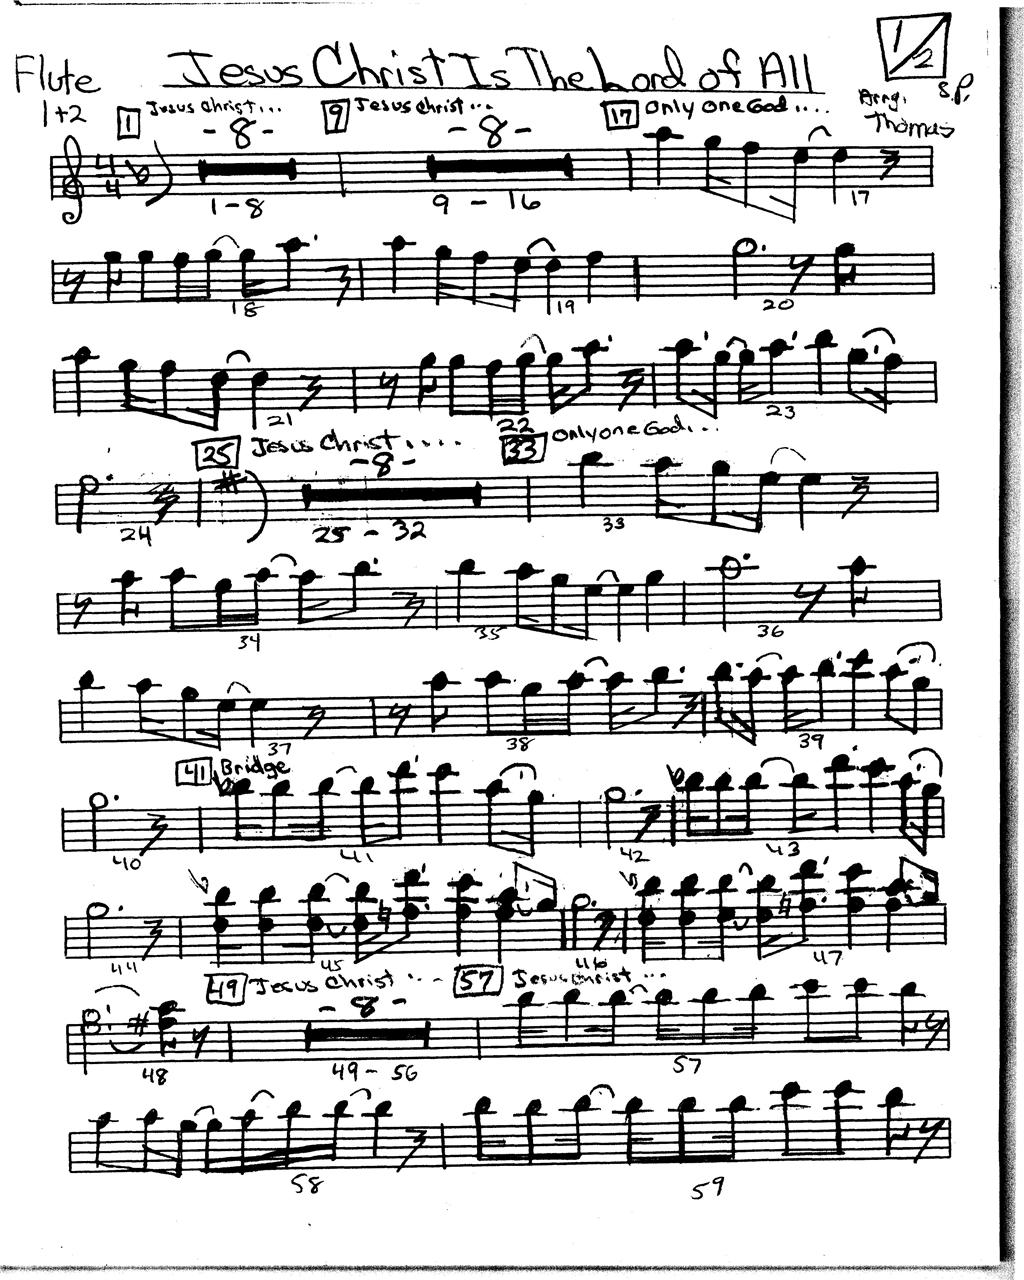 Flute Jesus Christ Is The Lord of All 1/2
1+2 Arrg. S.P.
Thomas
1 Jesus Christ... 9 Jesus Christ... 17 Only One God....
-8- -8-
4/4
1-8 9 - 16 17
18 19 20
21 22 23
25 Jesus Christ.... 33 Only one God...
-8-
24 25 - 32 33
34 35 36
37 38 39
41 Bridge
40 41 42 43
44 45 46 47
49 Jesus Christ ... 57 Jesus Christ ...
-8-
48 49- 56 57
58 59